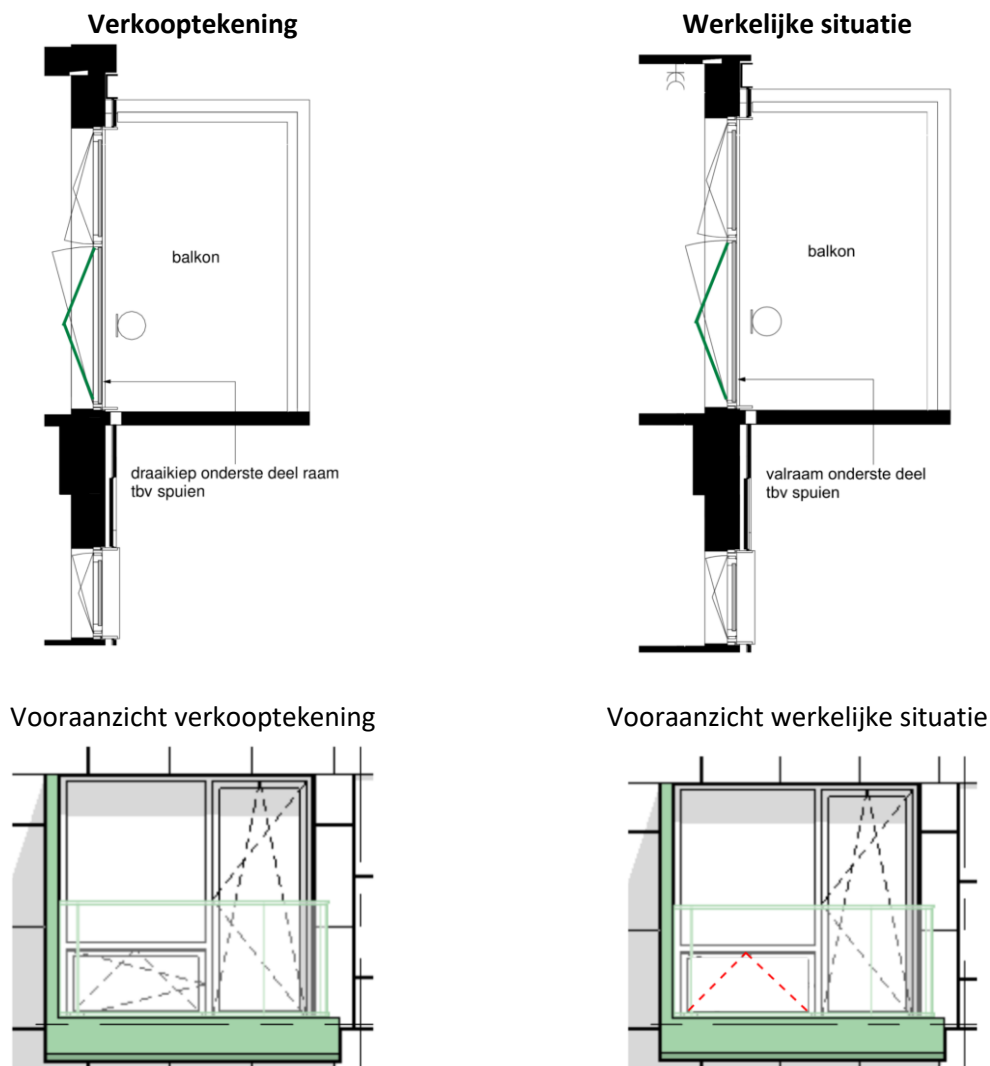 Verkooptekening
Werkelijke situatie
balkon
balkon
draaikiep onderste deel raam
tbv spuien
valraam onderste deel
tbv spuien
Vooraanzicht verkooptekening
Vooraanzicht werkelijke situatie